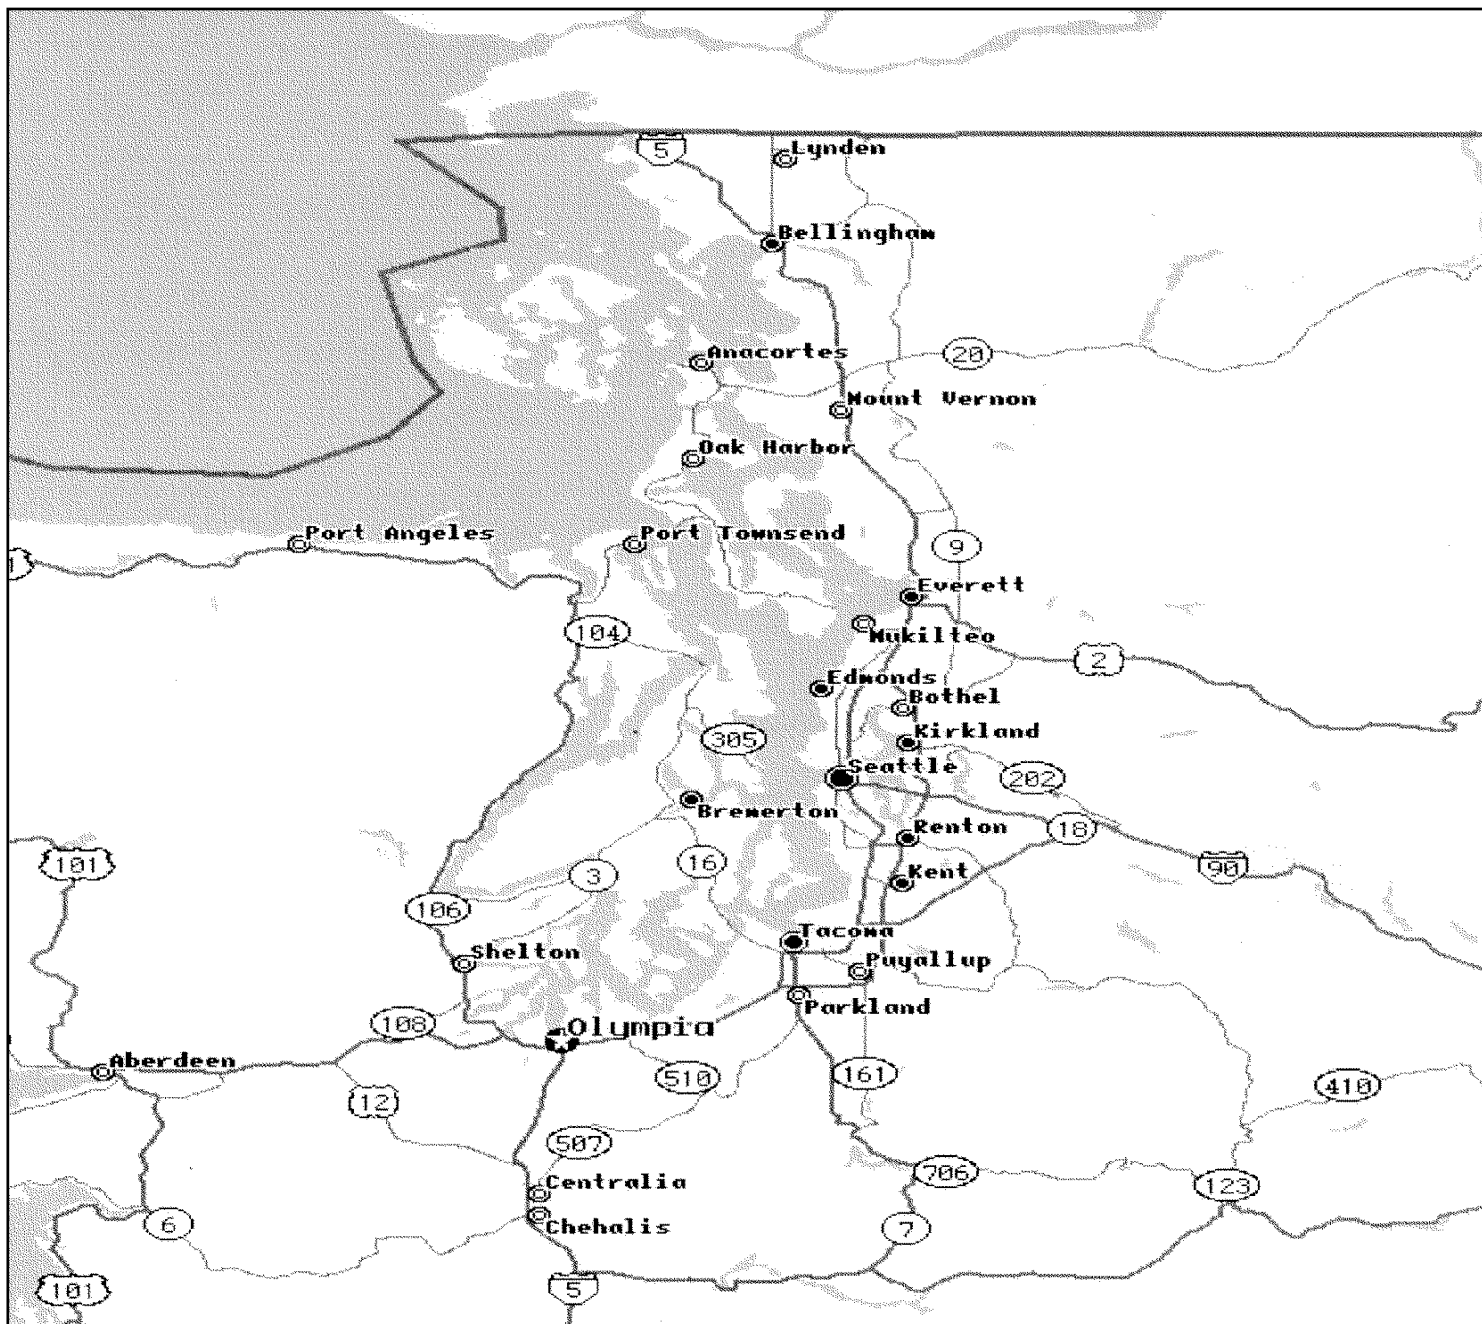 5
Lynden
Bellingham
Anacortes
20
Mount Vernon
Oak Harbor
Port Angeles
Port Townsend
9
Everett
104
Mukilteo
2
Edmonds
Bothel
305
Kirkland
Seattle
202
Bremerton
Renton
18
101
16
90
3
Kent
106
Tacoma
Shelton
Puyallup
Parkland
108
Olympia
Aberdeen
510
161
410
12
507
706
Centralia
123
6
Chehalis
7
101
5